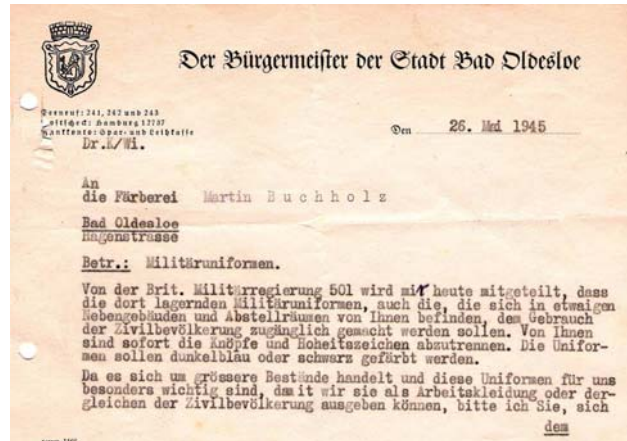 Der Bürgermeister der Stadt Bad Oldesloe
Fernruf: 241, 242 und 243
Postscheck: Hamburg 12737
Bankkonto: Spar- und Leihkasse
Den 26. Mai 1945
Dr.K/Wi.
An
die Färberei Martin Buchholz
Bad Oldesloe
Hagenstrasse
Betr.: Militäruniformen.
Von der Brit. Militärregierung 501 wird mir heute mitgeteilt, dass
die dort lagernden Militäruniformen, auch die, die sich in etwaigen
Nebengebäuden und Abstellräumen von Ihnen befinden, dem Gebrauch
der Zivilbevölkerung zugänglich gemacht werden sollen. Von Ihnen
sind sofort die Knöpfe und Hoheitszeichen abzutrennen. Die Unifor-
men sollen dunkelblau oder schwarz gefärbt werden.
Da es sich um grössere Bestände handelt und diese Uniformen für uns
besonders wichtig sind, damit wir sie als Arbeitskleidung oder der-
gleichen der Zivilbevölkerung ausgeben können, bitte ich Sie, sich
dem